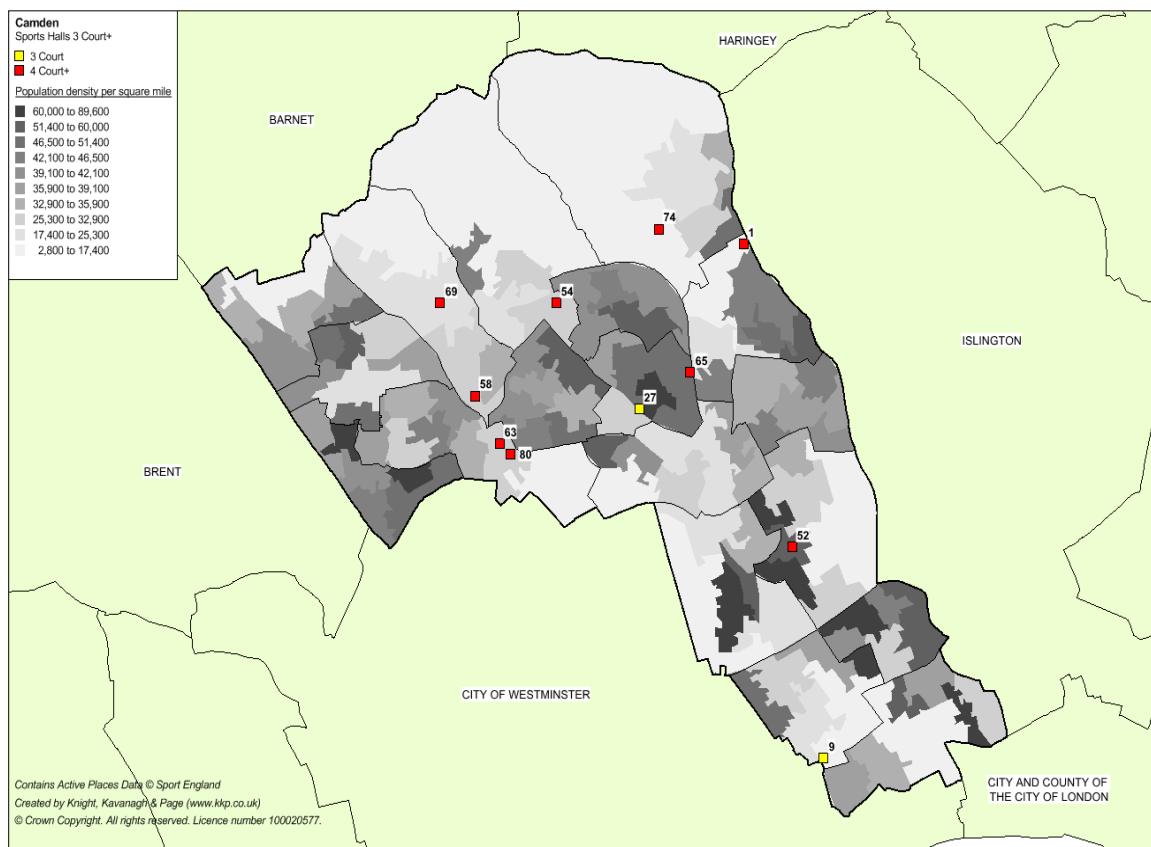 Camden
Sports Halls 3 Court+
3 Court
4 Court+
Population density per square mile
60,000 to 89,600
51,400 to 60,000
46,500 to 51,400
42,100 to 46,500
39,100 to 42,100
35,900 to 39,100
32,900 to 35,900
25,300 to 32,900
17,400 to 25,300
2,800 to 17,400
HARINGEY
BARNET
74
1
69
54
ISLINGTON
65
58
27
63
80
BRENT
52
CITY OF WESTMINSTER
9
CITY AND COUNTY OF
THE CITY OF LONDON
Contains Active Places Data © Sport England
Created by Knight, Kavanagh & Page (www.kkp.co.uk)
© Crown Copyright. All rights reserved. Licence number 100020577.